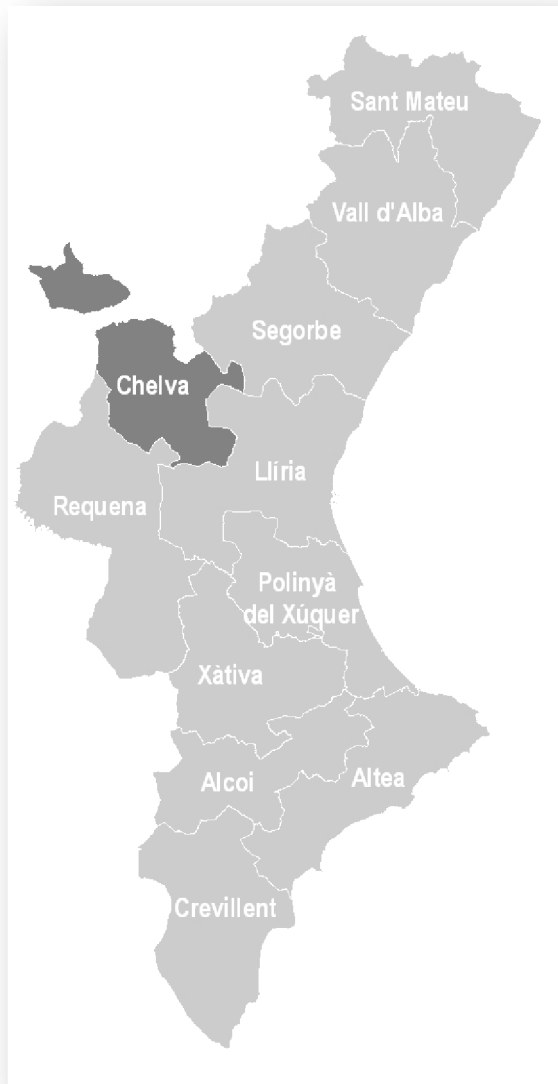 Sant Mateu
Vall d'Alba
Segorbe
Chelva
Llíria
Requena
Polinyà
del Xúquer
Xàtiva
Alcoi
Altea
Crevillent